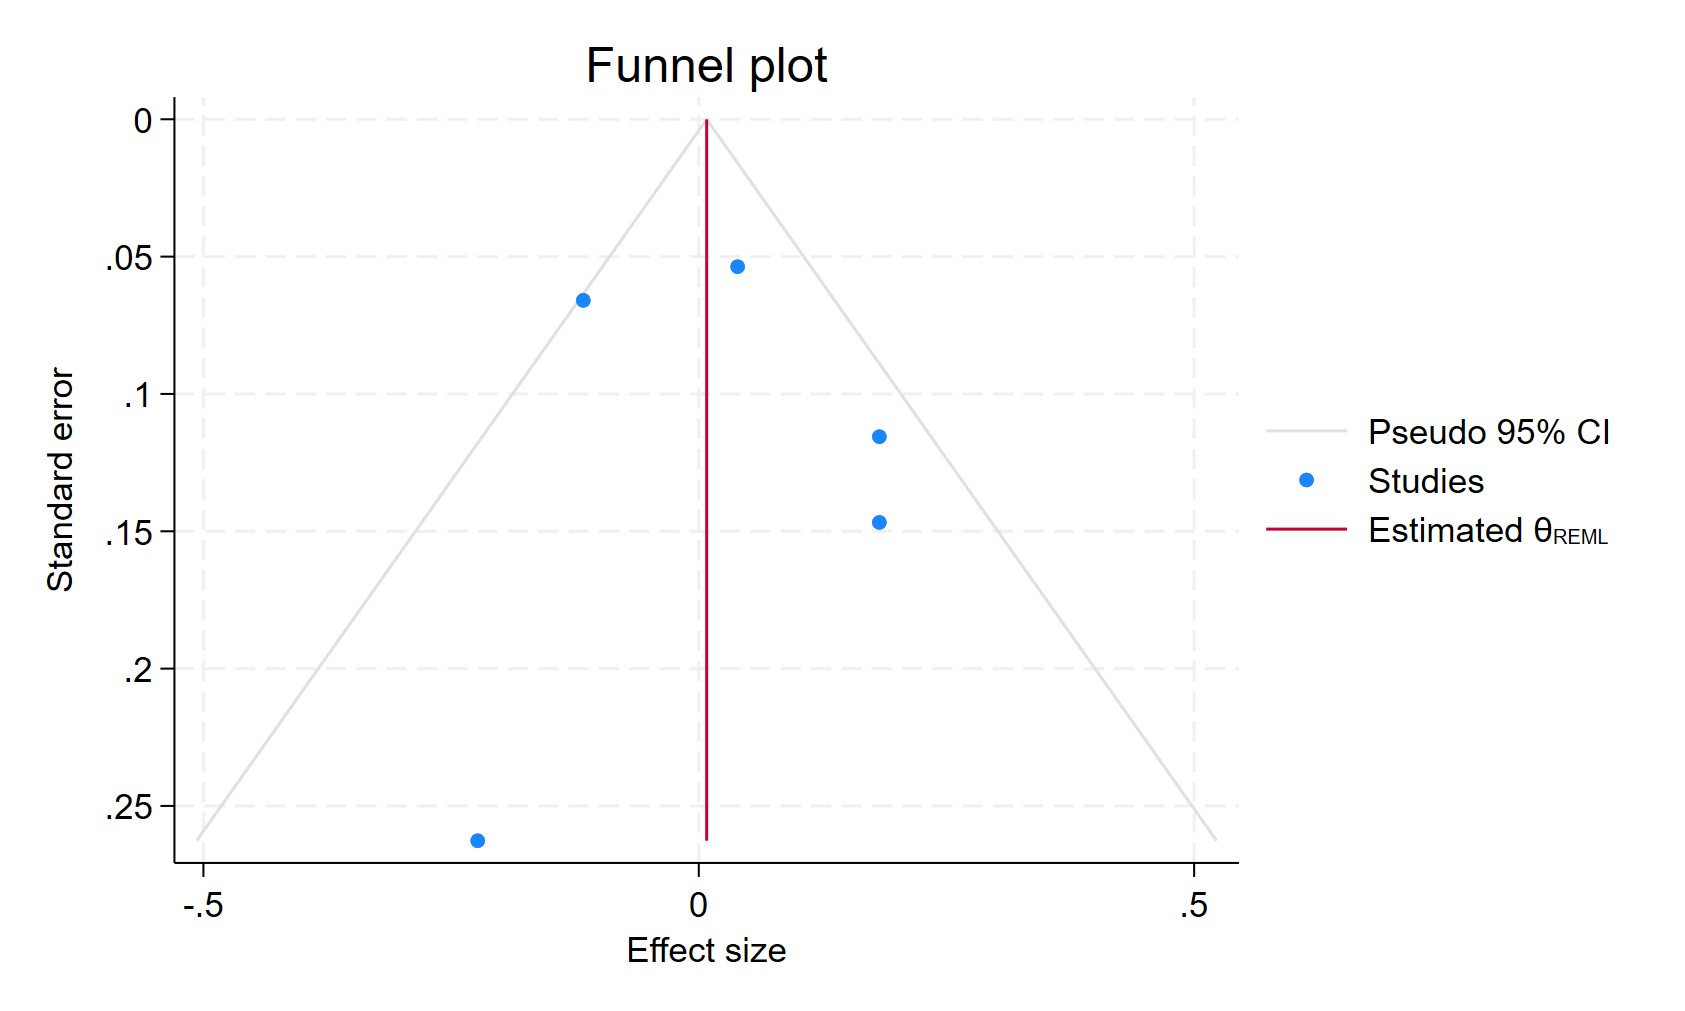 Funnel plot
0
.05
.1
.15
.2
.25
Standard error
-.5
0
.5
Effect size
Pseudo 95% CI
Studies
Estimated θREML